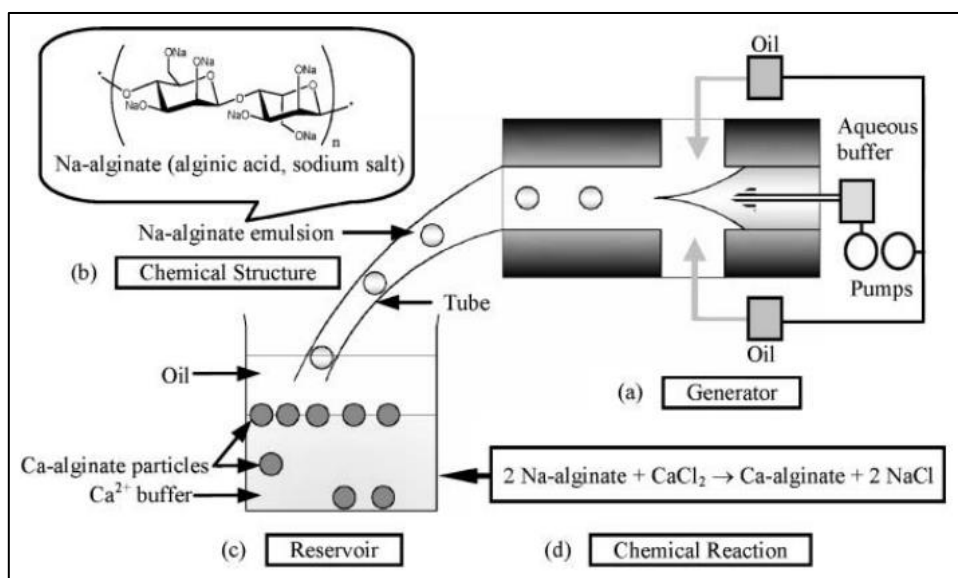 ONa
ONa
O
ONa
O
O
NaO
O
O
NaO
ONa
n
Na-alginate (alginic acid, sodium salt)
Na-alginate emulsion
(b) Chemical Structure
Tube
Oil
Aqueous
buffer
Pumps
Oil
(a) Generator
Oil
Ca-alginate particles
Ca²⁺ buffer
2 Na-alginate + CaCl₂ → Ca-alginate + 2 NaCl
(c) Reservoir
(d) Chemical Reaction